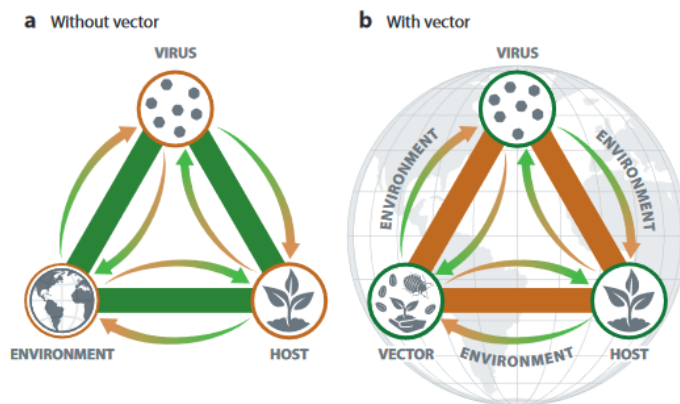 a Without vector
VIRUS
ENVIRONMENT
HOST
b With vector
VIRUS
ENVIRONMENT
ENVIRONMENT
VECTOR
ENVIRONMENT
HOST